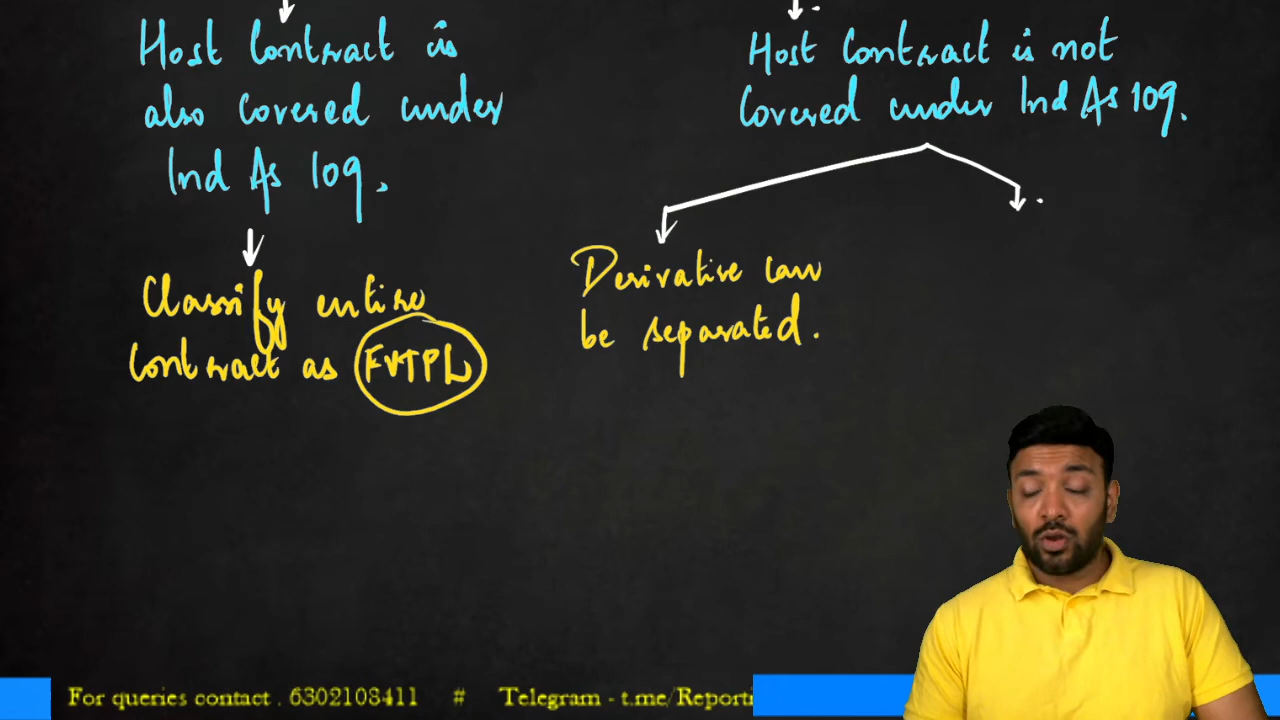 Host Contract is
also covered under
Ind As 109.
Classify entire
contract as FVTPL
Host Contract is not
Covered under Ind As 109.
Derivative can
be separated.
For queries contact . 6302108411 # Telegram - t.me/Reporti